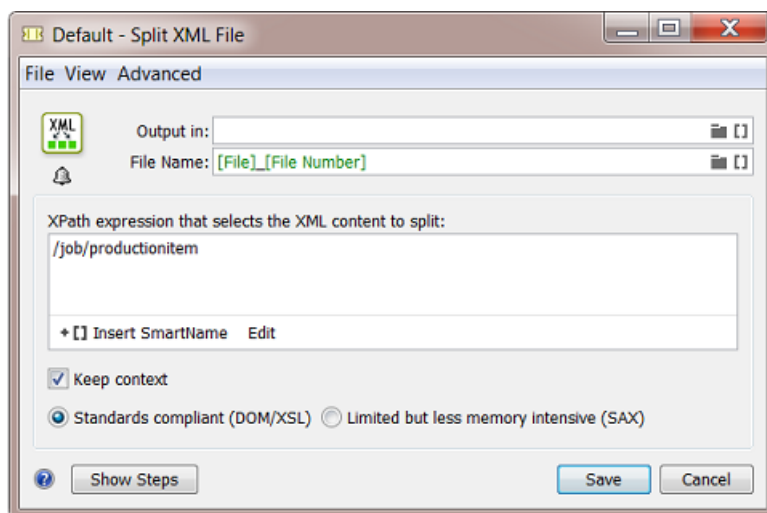 Default - Split XML File
File View Advanced
XML
Output in:
File Name: [File]_[File Number]
XPath expression that selects the XML content to split:
/job/productionitem
+[] Insert SmartName Edit
Keep context
Standards compliant (DOM/XSL) Limited but less memory intensive (SAX)
? Show Steps Save Cancel